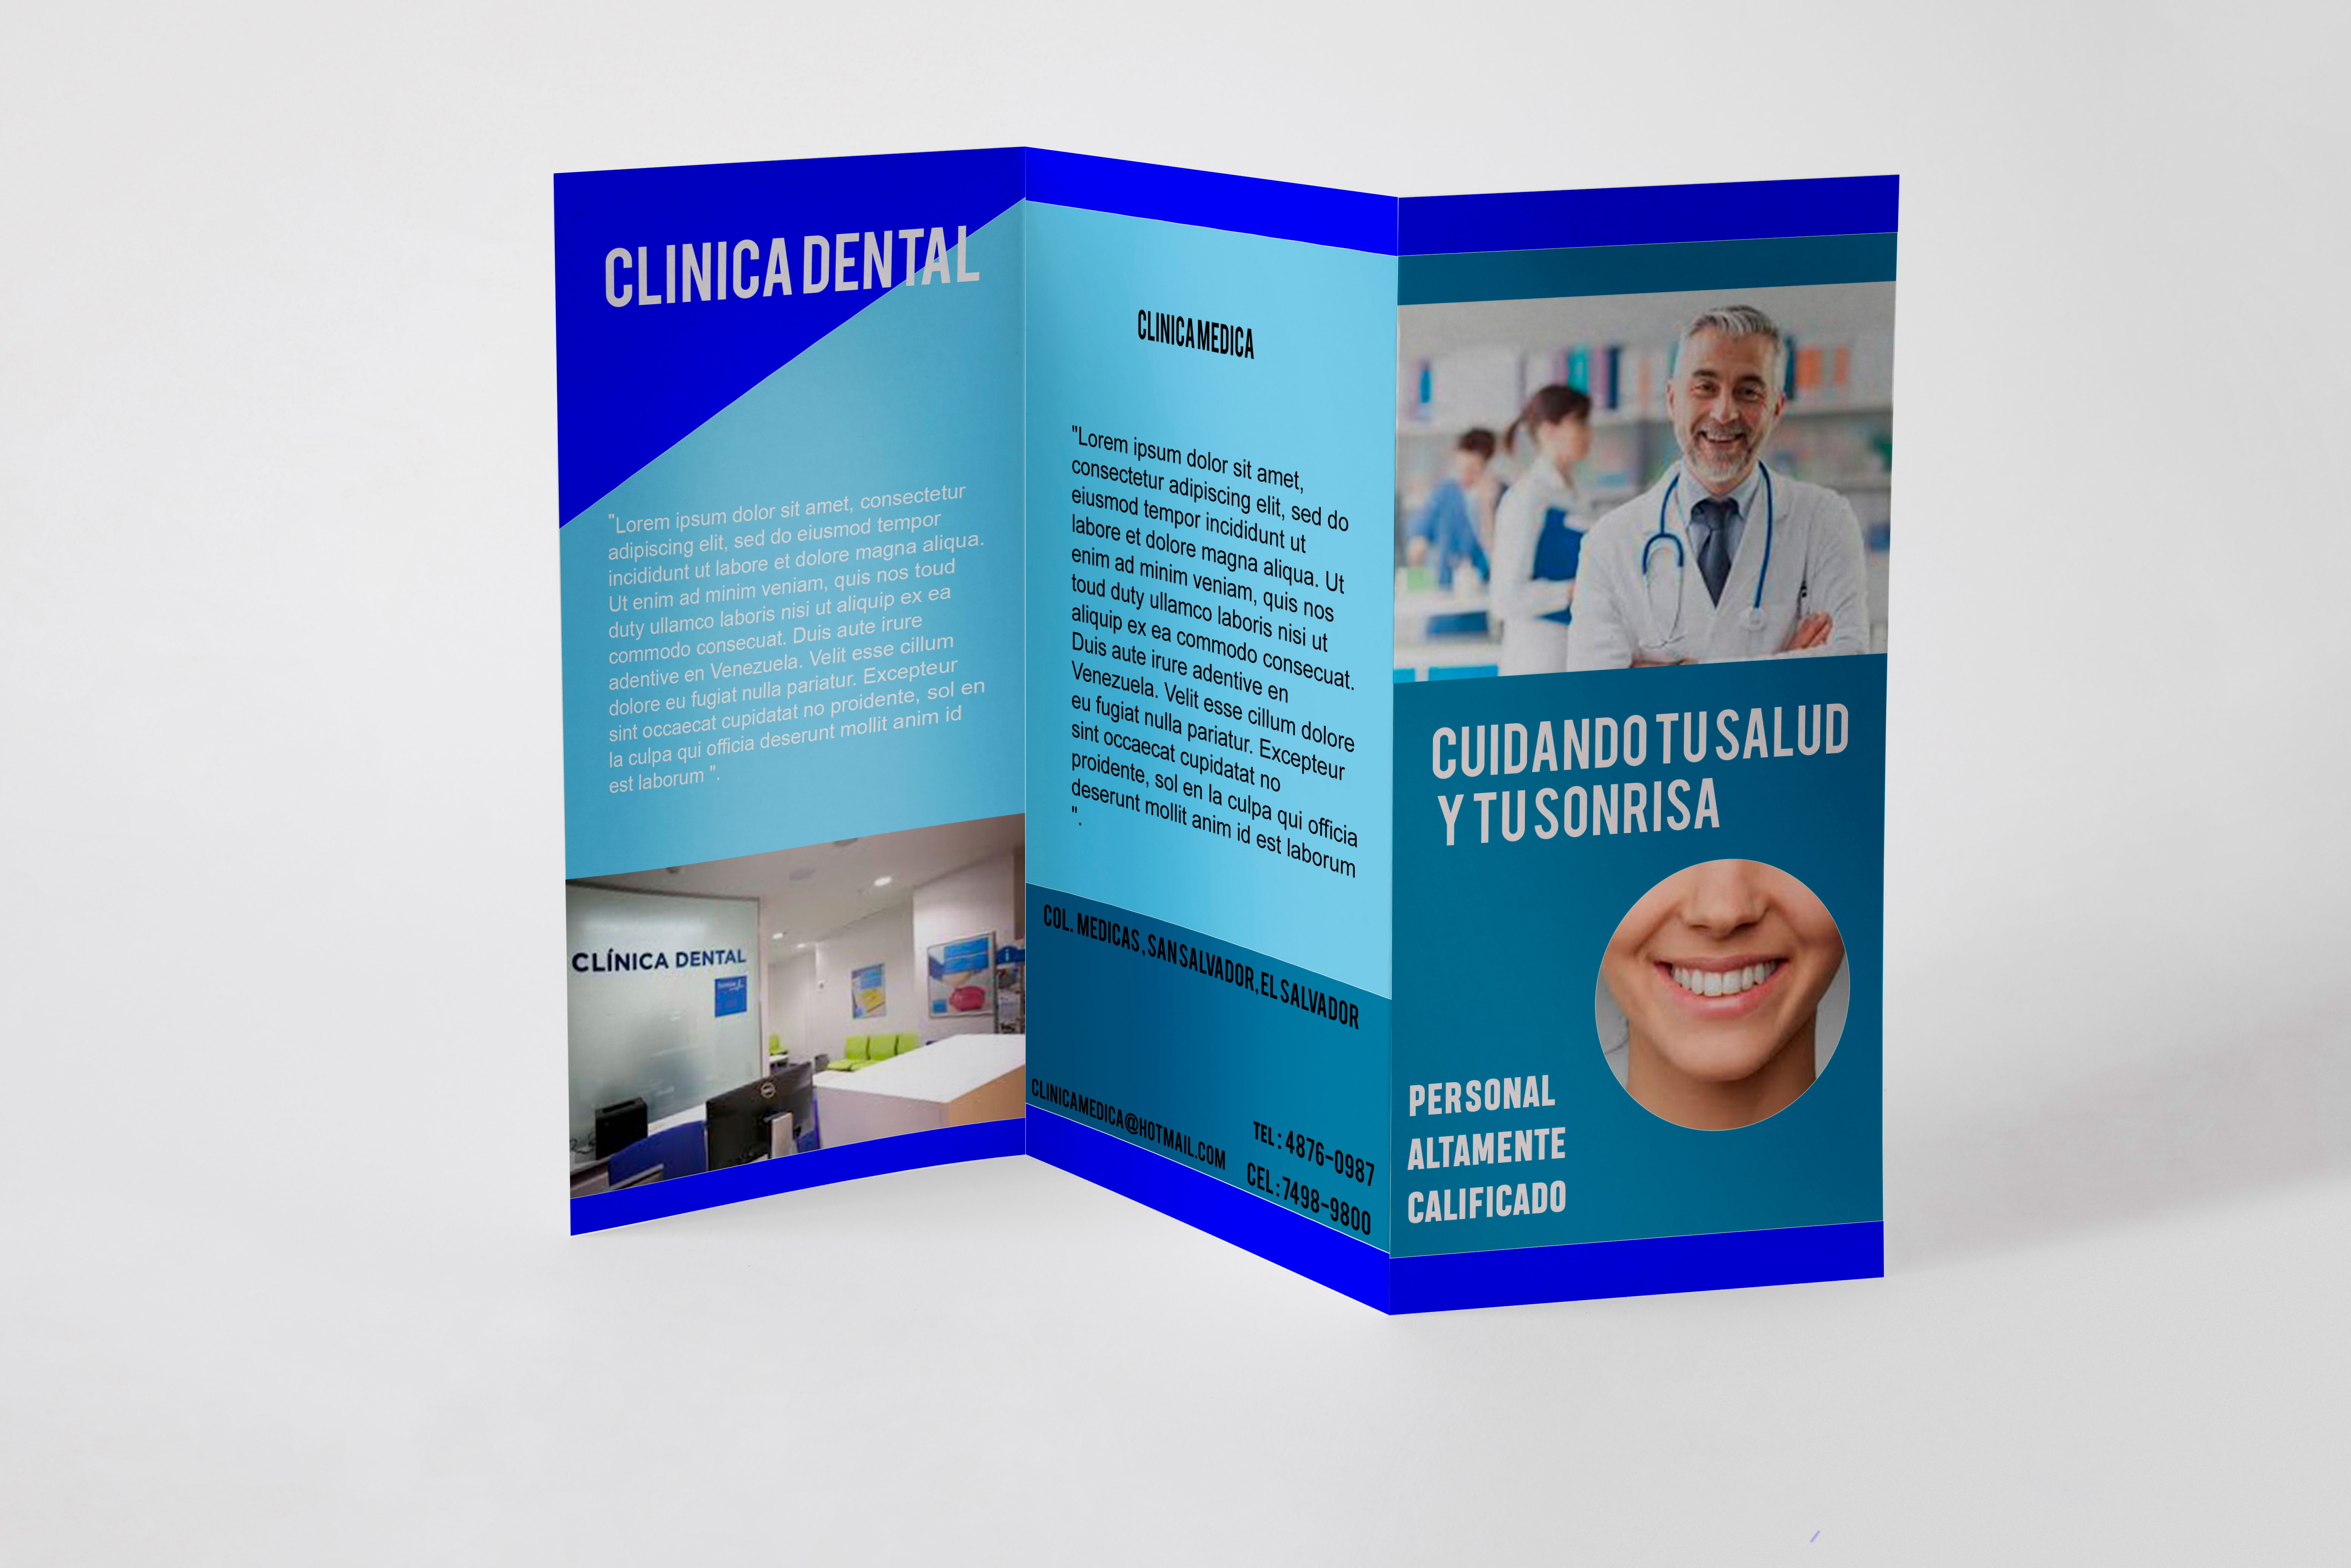 CLINICA DENTAL
"Lorem ipsum dolor sit amet, consectetur
adipiscing elit, sed do eiusmod tempor
incididunt ut labore et dolore magna aliqua.
Ut enim ad minim veniam, quis nos toud
duty ullamco laboris nisi ut aliquip ex ea
commodo consecuat. Duis aute irure
adentive en Venezuela. Velit esse cillum
dolore eu fugiat nulla pariatur. Excepteur
sint occaecat cupidatat no proidente, sol en
la culpa qui officia deserunt mollit anim id
est laborum ".
CLÍNICA DENTAL
CLINICA MEDICA
"Lorem ipsum dolor sit amet,
consectetur adipiscing elit, sed do
eiusmod tempor incididunt ut
labore et dolore magna aliqua. Ut
enim ad minim veniam, quis nos
toud duty ullamco laboris nisi ut
aliquip ex ea commodo consecuat.
Duis aute irure adentive en
Venezuela. Velit esse cillum dolore
eu fugiat nulla pariatur. Excepteur
sint occaecat cupidatat no
proidente, sol en la culpa qui officia
deserunt mollit anim id est laborum
".
COL. MEDICAS , SAN SALVADOR, EL SALVADOR
CLINICAMEDICA@HOTMAIL.COM
TEL : 4876-0987
CEL : 7498-9800
CUIDANDO TU SALUD
Y TU SONRISA
PERSONAL
ALTAMENTE
CALIFICADO